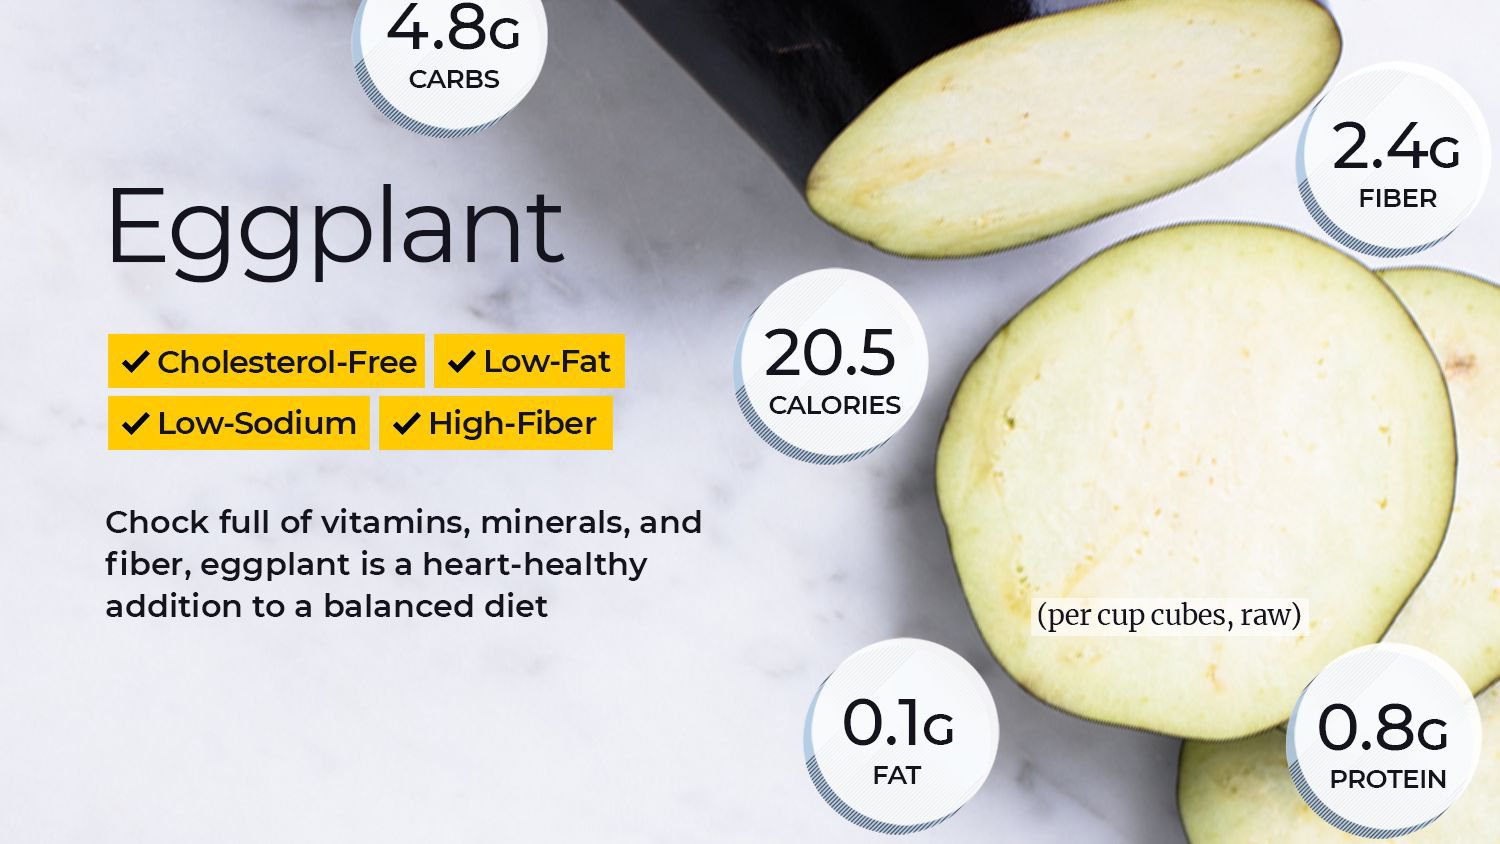 4.8G
CARBS
2.4G
FIBER
Eggplant
✓ Cholesterol-Free ✓ Low-Fat
✓ Low-Sodium ✓ High-Fiber
20.5
CALORIES
Chock full of vitamins, minerals, and
fiber, eggplant is a heart-healthy
addition to a balanced diet
(per cup cubes, raw)
0.1G
FAT
0.8G
PROTEIN